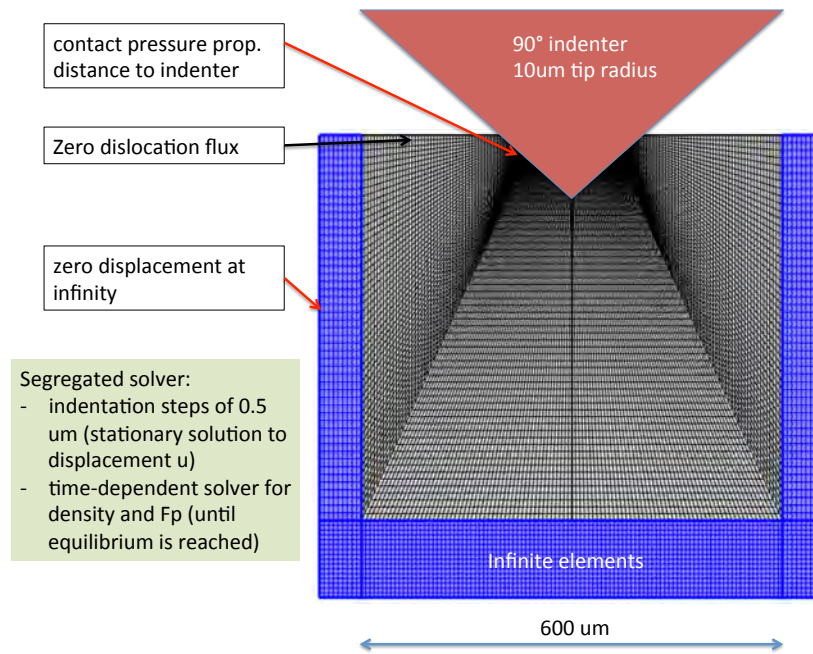 contact pressure prop.
distance to indenter
90° indenter
10um tip radius
Zero dislocation flux
zero displacement at
infinity
Segregated solver:
- indentation steps of 0.5
um (stationary solution to
displacement u)
- time-dependent solver for
density and Fp (until
equilibrium is reached)
Infinite elements
600 um